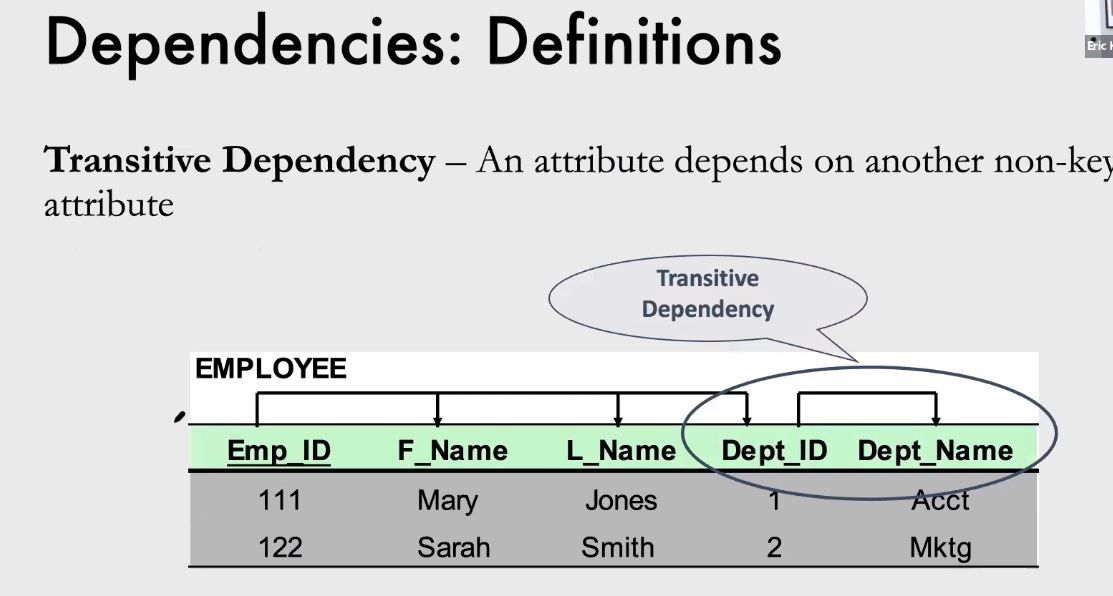 Dependencies: Definitions
Eric
Transitive Dependency – An attribute depends on another non-key
attribute
Transitive
Dependency
EMPLOYEE
Emp_ID F_Name L_Name Dept_ID Dept_Name
111 Mary Jones 1 Acct
122 Sarah Smith 2 Mktg